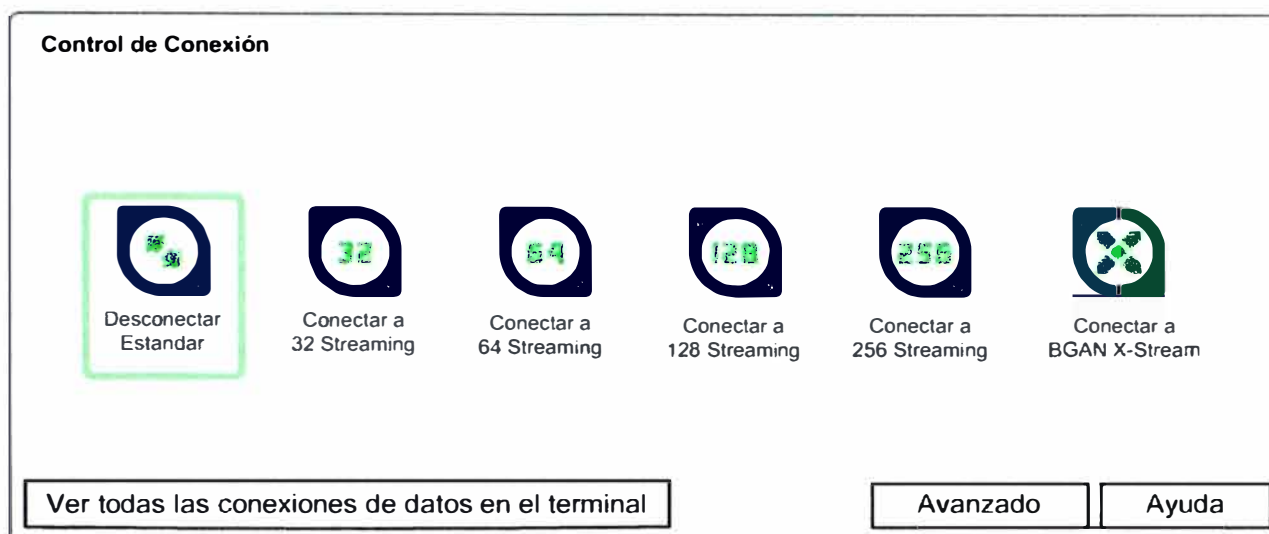 Control de Conexión
32
64
128
256
Desconectar
Estandar
Conectar a
32 Streaming
Conectar a
64 Streaming
Conectar a
128 Streaming
Conectar a
256 Streaming
Conectar a
BGAN X-Stream
Ver todas las conexiones de datos en el terminal
Avanzado
Ayuda